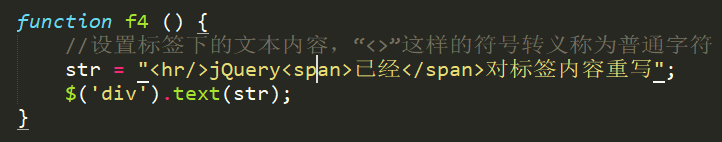 function f4 () {
//设置标签下的文本内容，“<>”这样的符号转义称为普通字符
str = "<hr/>jQuery<span>已经</span>对标签内容重写";
$('div').text(str);
}